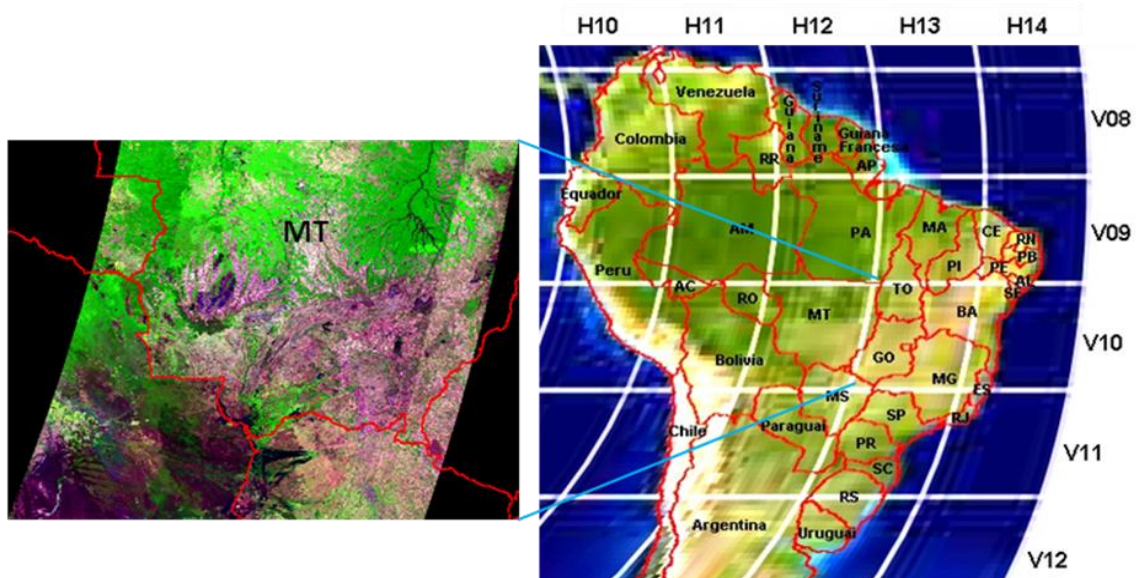 H10 H11 H12 H13 H14
MT
Venezuela
Colombia
Guiana
Suriname
Guiana
Francesa
RR
AP
V08
Equador
AM
PA
MA
CE
RN
PB
PE
PI
AL
SE
V09
Peru
AC
RO
MT
TO
BA
Bolivia
GO
MG
ES
V10
MS
SP
RJ
Chile
Paraguai
PR
SC
V11
RS
Argentina
Uruguai
V12